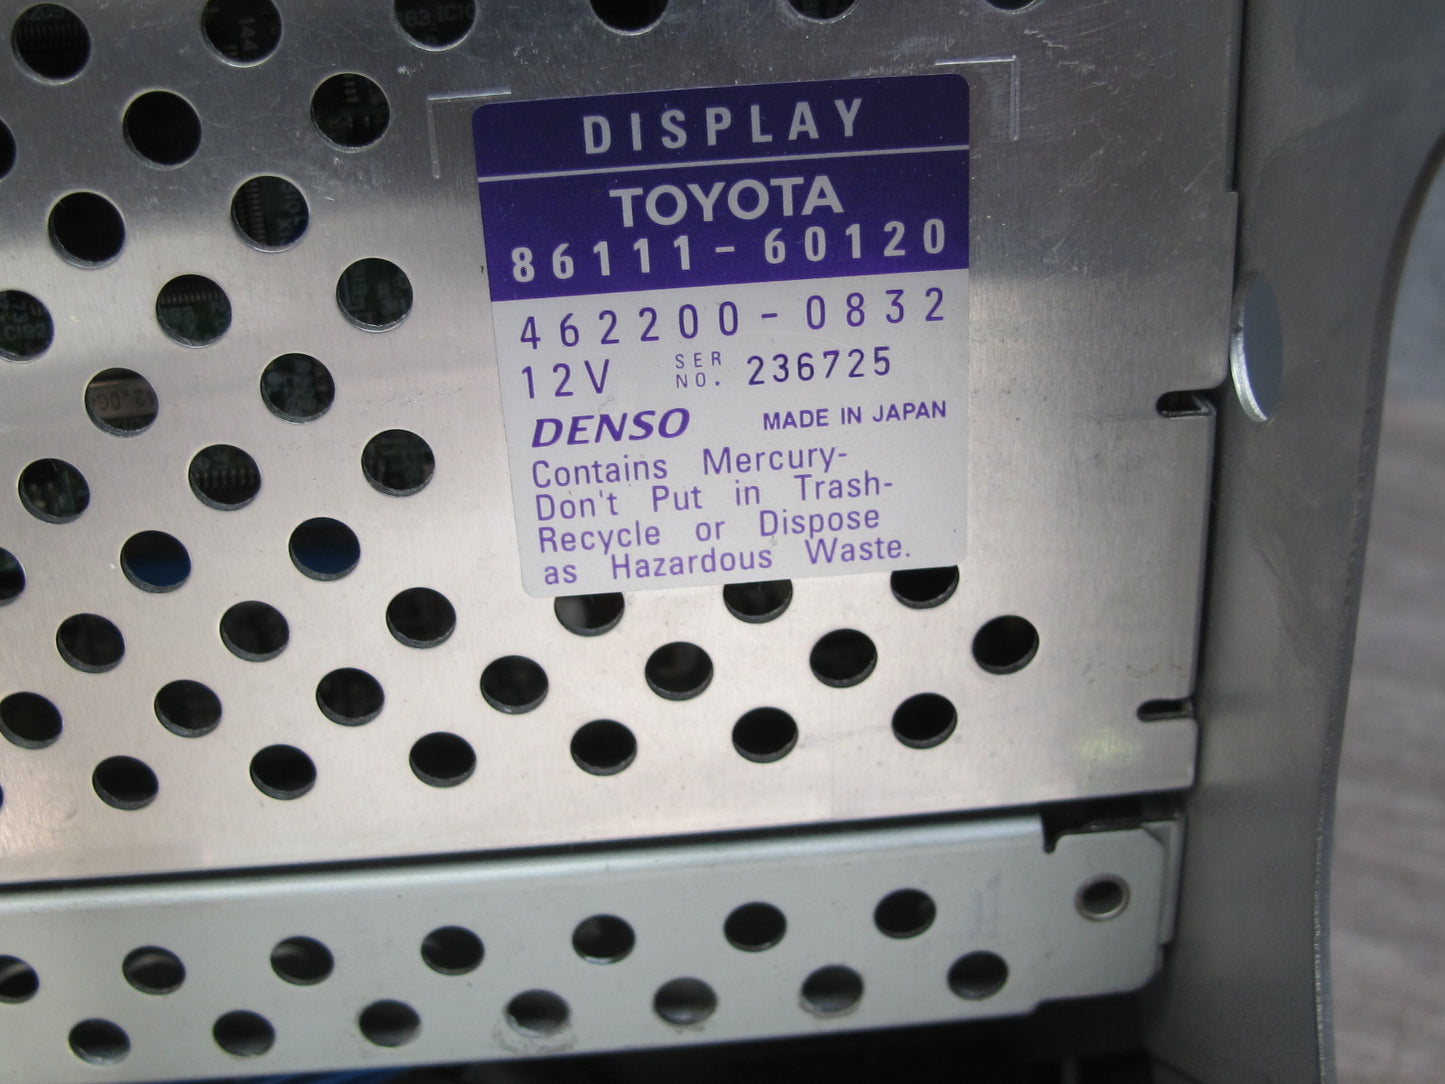 DISPLAY
TOYOTA
86111-60120
462200-0832
12V SER NO. 236725
DENSO MADE IN JAPAN
Contains Mercury-
Don't Put in Trash-
Recycle or Dispose
as Hazardous Waste.